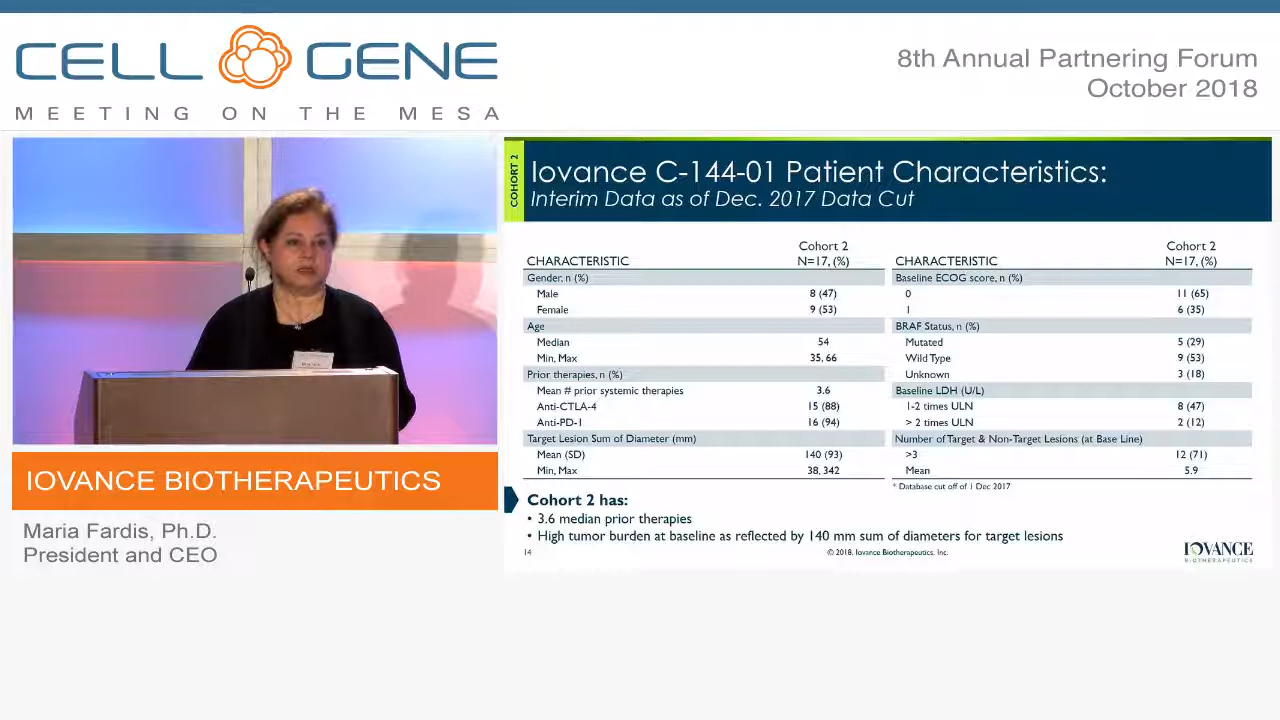 CELL GENE
MEETING ON THE MESA
8th Annual Partnering Forum
October 2018
COHORT 2
Iovance C-144-01 Patient Characteristics:
Interim Data as of Dec. 2017 Data Cut
CHARACTERISTIC Cohort 2 N=17, (%)
Gender, n (%)
Male 8 (47)
Female 9 (53)
Age
Median 54
Min, Max 35, 66
Prior therapies, n (%)
Mean # prior systemic therapies 3.6
Anti-CTLA-4 15 (88)
Anti-PD-1 16 (94)
Target Lesion Sum of Diameter (mm)
Mean (SD) 140 (93)
Min, Max 38, 342
CHARACTERISTIC Cohort 2 N=17, (%)
Baseline ECOG score, n (%)
0 11 (65)
1 6 (35)
BRAF Status, n (%)
Mutated 5 (29)
Wild Type 9 (53)
Unknown 3 (18)
Baseline LDH (U/L)
1-2 times ULN 8 (47)
> 2 times ULN 2 (12)
Number of Target & Non-Target Lesions (at Base Line)
>3 12 (71)
Mean 5.9
* Database cut off of 1 Dec 2017
Cohort 2 has:
• 3.6 median prior therapies
• High tumor burden at baseline as reflected by 140 mm sum of diameters for target lesions
14
© 2018, Iovance Biotherapeutics, Inc.
IOVANCE
BIOTHERAPEUTICS
IOVANCE BIOTHERAPEUTICS
Maria Fardis, Ph.D.
President and CEO